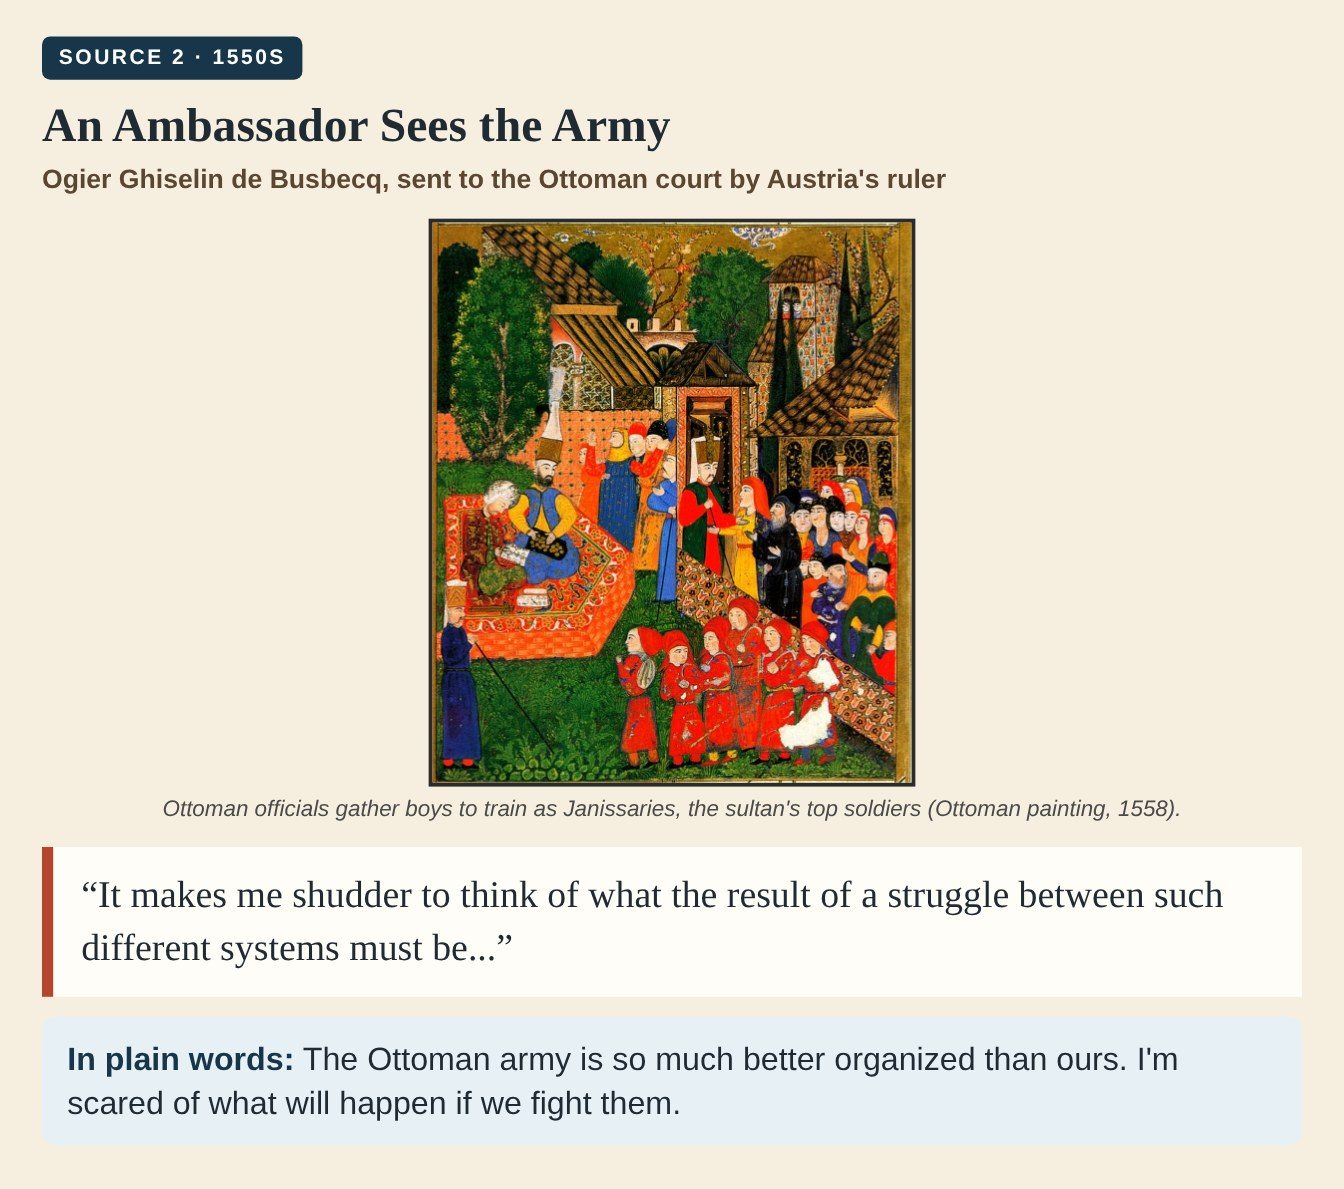 SOURCE 2 · 1550S
An Ambassador Sees the Army
Ogier Ghiselin de Busbecq, sent to the Ottoman court by Austria's ruler
Ottoman officials gather boys to train as Janissaries, the sultan's top soldiers (Ottoman painting, 1558).
“It makes me shudder to think of what the result of a struggle between such
different systems must be...”
In plain words: The Ottoman army is so much better organized than ours. I'm
scared of what will happen if we fight them.